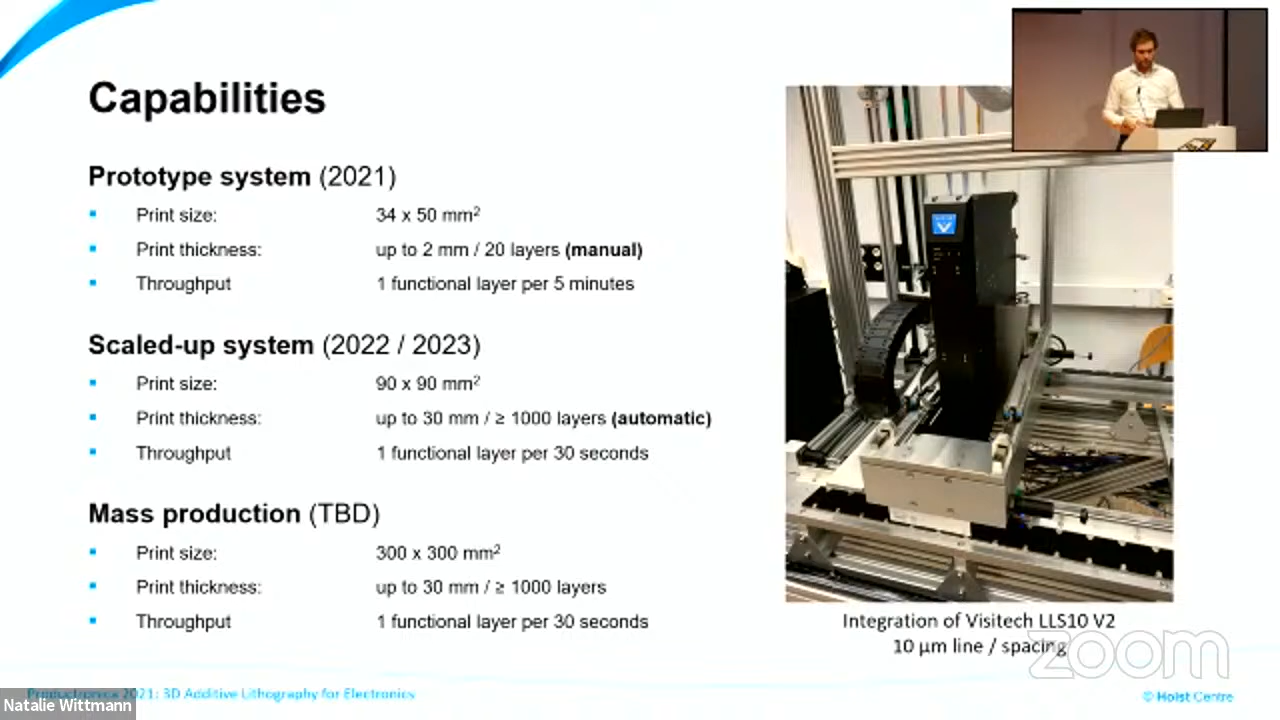 Capabilities
Prototype system (2021)
▪ Print size: 34 x 50 mm²
▪ Print thickness: up to 2 mm / 20 layers (manual)
▪ Throughput 1 functional layer per 5 minutes
Scaled-up system (2022 / 2023)
▪ Print size: 90 x 90 mm²
▪ Print thickness: up to 30 mm / ≥ 1000 layers (automatic)
▪ Throughput 1 functional layer per 30 seconds
Mass production (TBD)
▪ Print size: 300 x 300 mm²
▪ Print thickness: up to 30 mm / ≥ 1000 layers
▪ Throughput 1 functional layer per 30 seconds
Integration of Visitech LLS10 V2
10 µm line / spacing
zoom
Productronica 2021: 3D Additive Lithography for Electronics
© Holst Centre
Natalie Wittmann